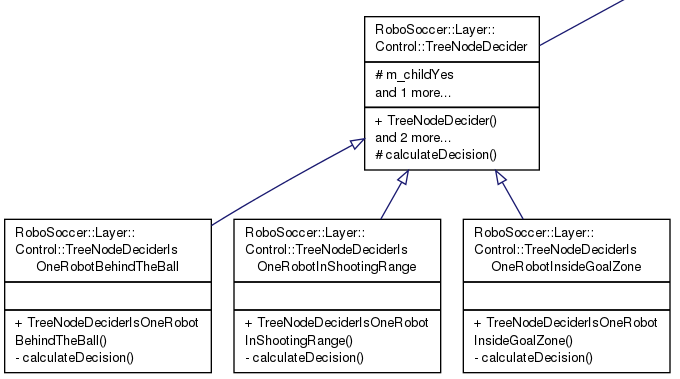 RoboSoccer::Layer::
Control::TreeNodeDecider
# m_childYes
and 1 more...
+ TreeNodeDecider()
and 2 more...
# calculateDecision()
RoboSoccer::Layer::
Control::TreeNodeDeciderIs
OneRobotBehindTheBall
+ TreeNodeDeciderIsOneRobot
BehindTheBall()
- calculateDecision()
RoboSoccer::Layer::
Control::TreeNodeDeciderIs
OneRobotInShootingRange
+ TreeNodeDeciderIsOneRobot
InShootingRange()
- calculateDecision()
RoboSoccer::Layer::
Control::TreeNodeDeciderIs
OneRobotInsideGoalZone
+ TreeNodeDeciderIsOneRobot
InsideGoalZone()
- calculateDecision()